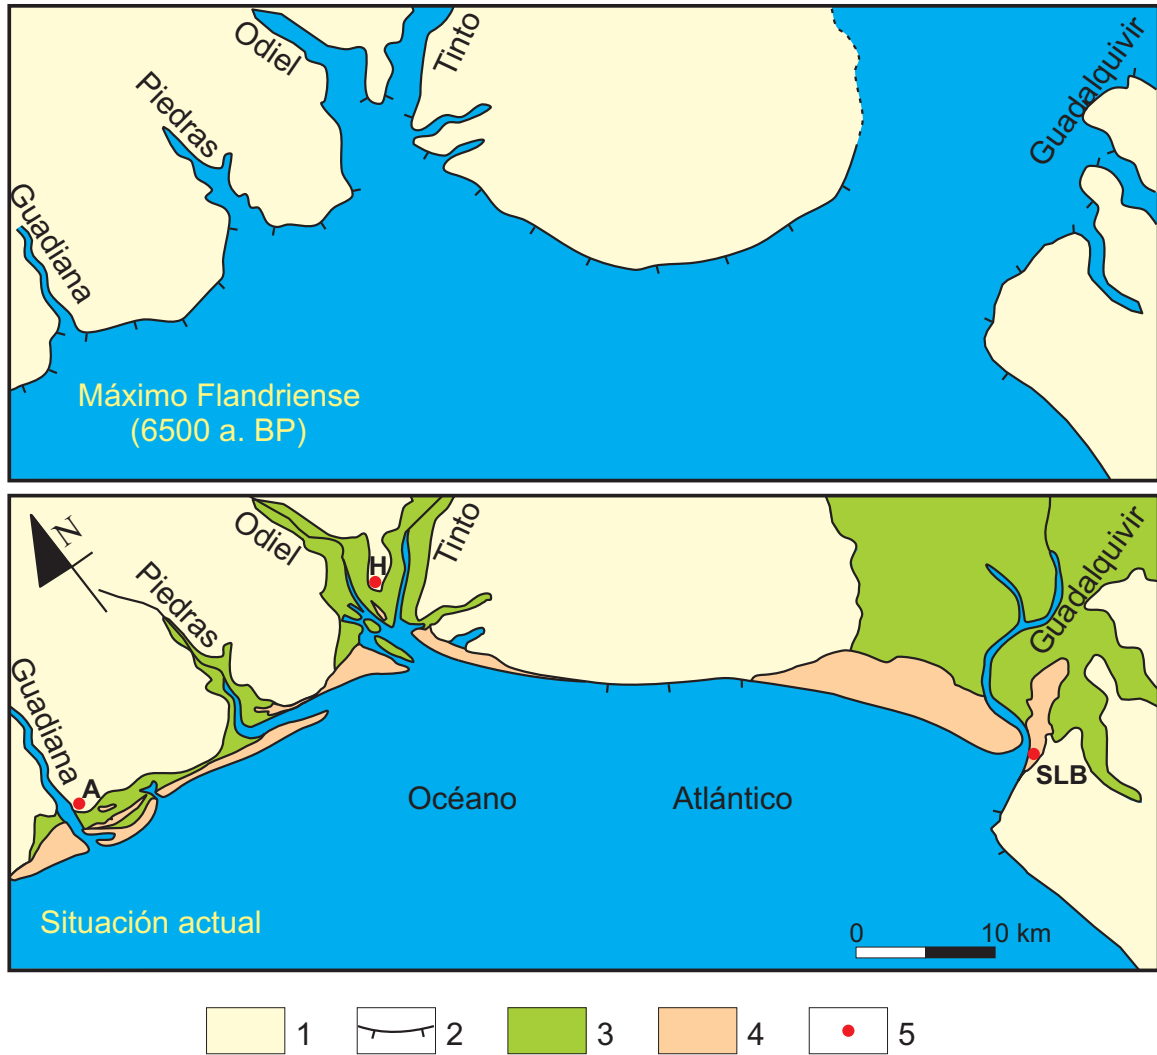 Odiel
Tinto
Piedras
Guadiana
Guadalquivir
Máximo Flandriense
(6500 a. BP)
N
Odiel
Tinto
H
Piedras
Guadiana
A
Guadalquivir
SLB
Océano Atlántico
Situación actual
0 10 km
1 2 3 4 5